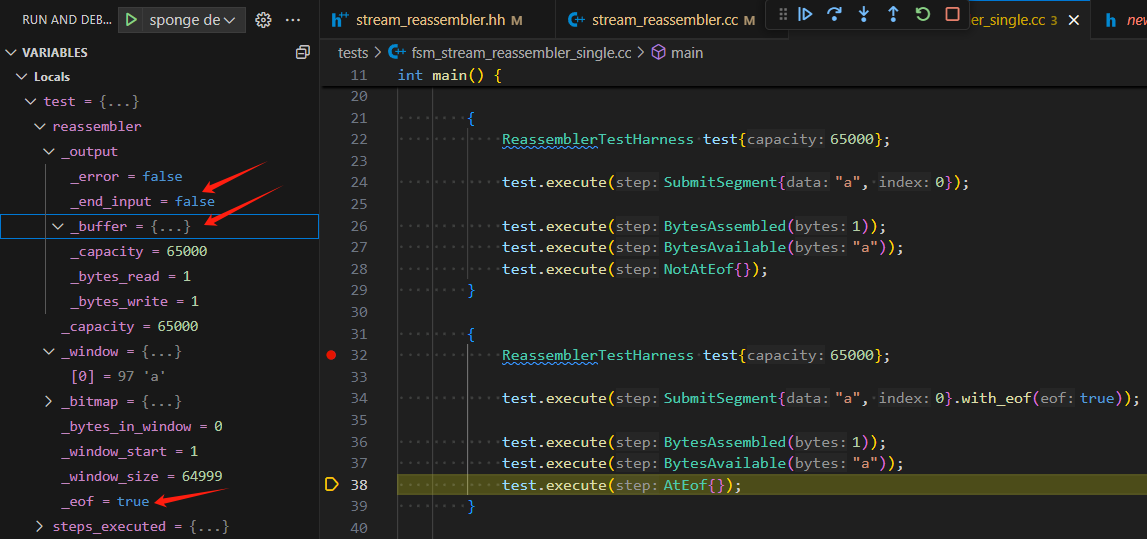 RUN AND DEB... sponge de
VARIABLES
Locals
test = {...}
reassembler
_output
_error = false
_end_input = false
_buffer = {...}
_capacity = 65000
_bytes_read = 1
_bytes_write = 1
_capacity = 65000
_window = {...}
[0] = 97 'a'
_bitmap = {...}
_bytes_in_window = 0
_window_start = 1
_window_size = 64999
_eof = true
steps_executed = {...}
stream_reassembler.hh M stream_reassembler.cc M er_single.cc 3 new
tests > fsm_stream_reassembler_single.cc > main
11 int main() {
20
21 {
22 ReassemblerTestHarness test{capacity: 65000};
23
24 test.execute(step: SubmitSegment{data: "a", index: 0});
25
26 test.execute(step: BytesAssembled(bytes: 1));
27 test.execute(step: BytesAvailable(bytes: "a"));
28 test.execute(step: NotAtEof{});
29 }
30
31 {
32 ReassemblerTestHarness test{capacity: 65000};
33
34 test.execute(step: SubmitSegment{data: "a", index: 0}.with_eof(eof: true));
35
36 test.execute(step: BytesAssembled(bytes: 1));
37 test.execute(step: BytesAvailable(bytes: "a"));
38 test.execute(step: AtEof{});
39 }
40